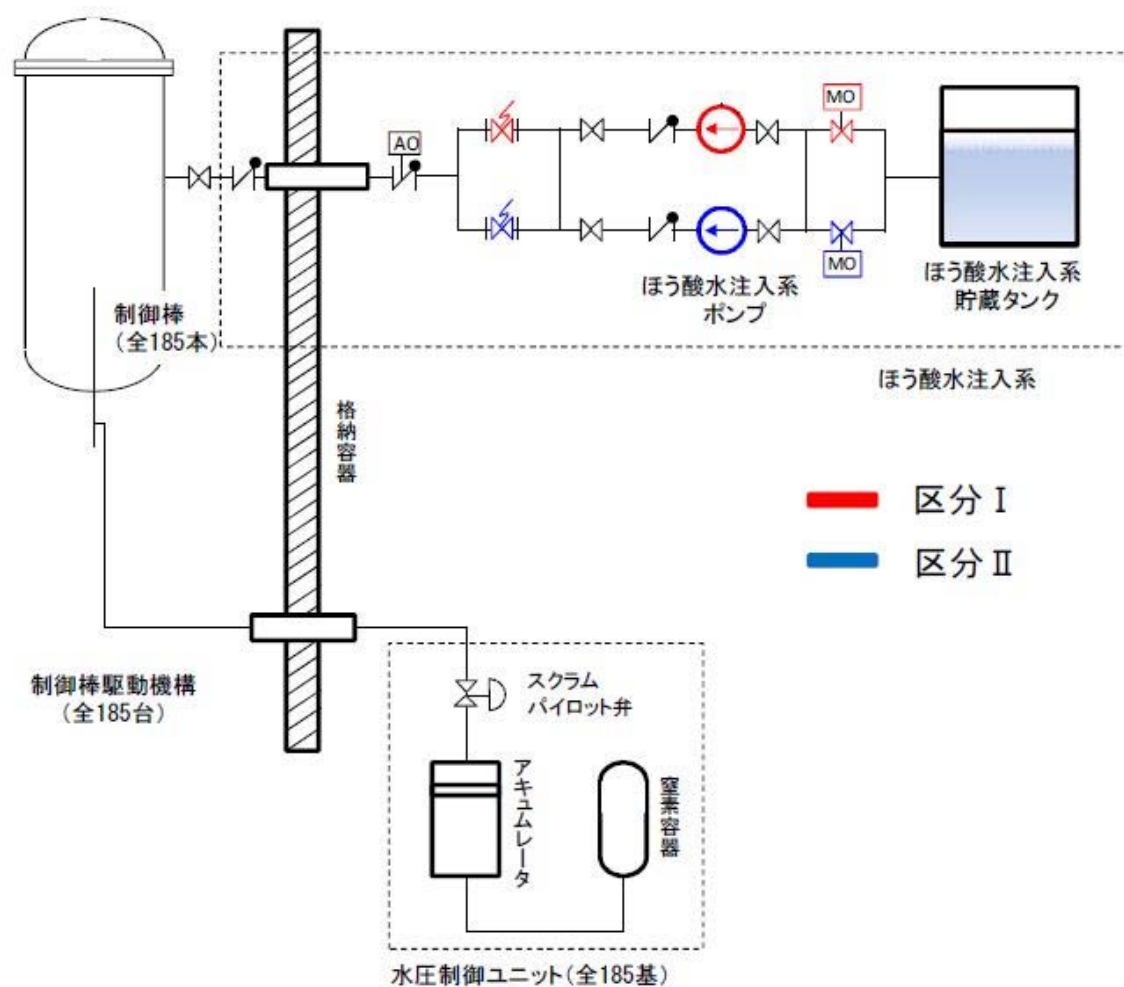 MO
AO
MO
ほう酸水注入系
ポンプ
ほう酸水注入系
貯蔵タンク
制御棒
(全185本)
ほう酸水注入系
格納容器
区分Ⅰ
区分Ⅱ
制御棒駆動機構
(全185台)
スクラム
パイロット弁
アキュムレータ
窒素容器
水圧制御ユニット(全185基)